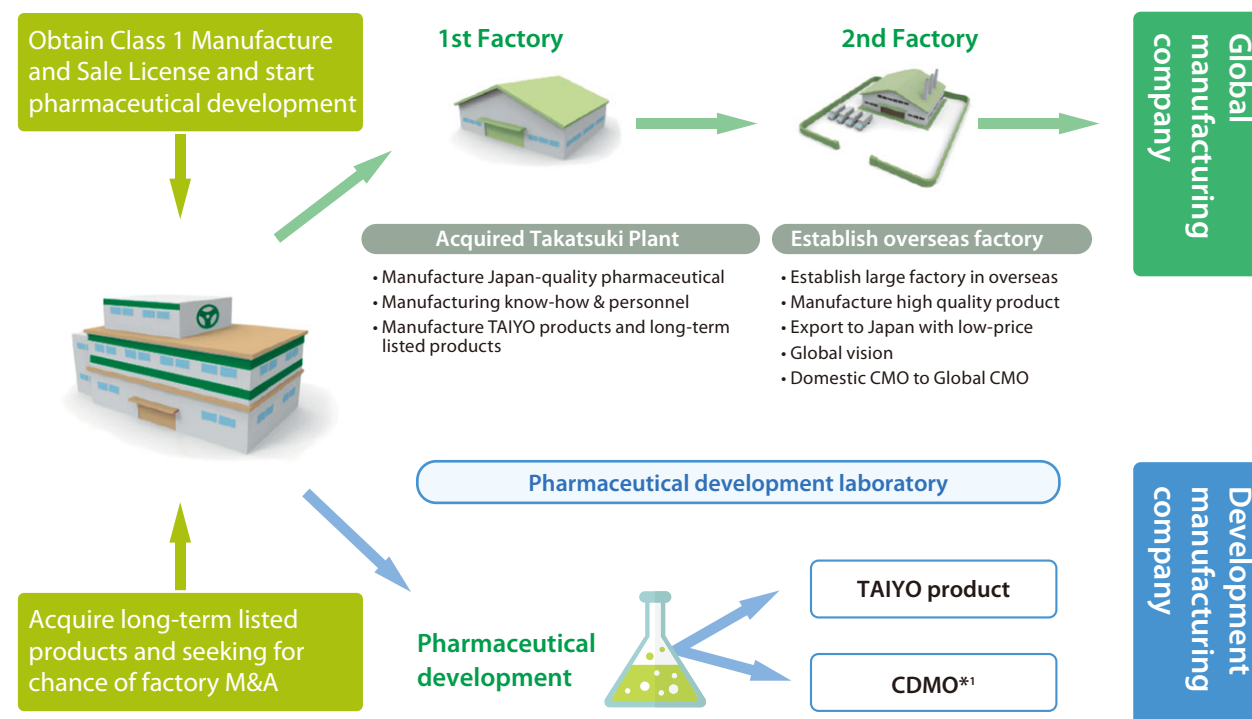 Obtain Class 1 Manufacture
and Sale License and start
pharmaceutical development
1st Factory
2nd Factory
Global
manufacturing
company
Acquired Takatsuki Plant
• Manufacture Japan-quality pharmaceutical
• Manufacturing know-how & personnel
• Manufacture TAIYO products and long-term
listed products
Establish overseas factory
• Establish large factory in overseas
• Manufacture high quality product
• Export to Japan with low-price
• Global vision
• Domestic CMO to Global CMO
Pharmaceutical development laboratory
Acquire long-term listed
products and seeking for
chance of factory M&A
Pharmaceutical
development
TAIYO product
CDMO*1
Development
manufacturing
company